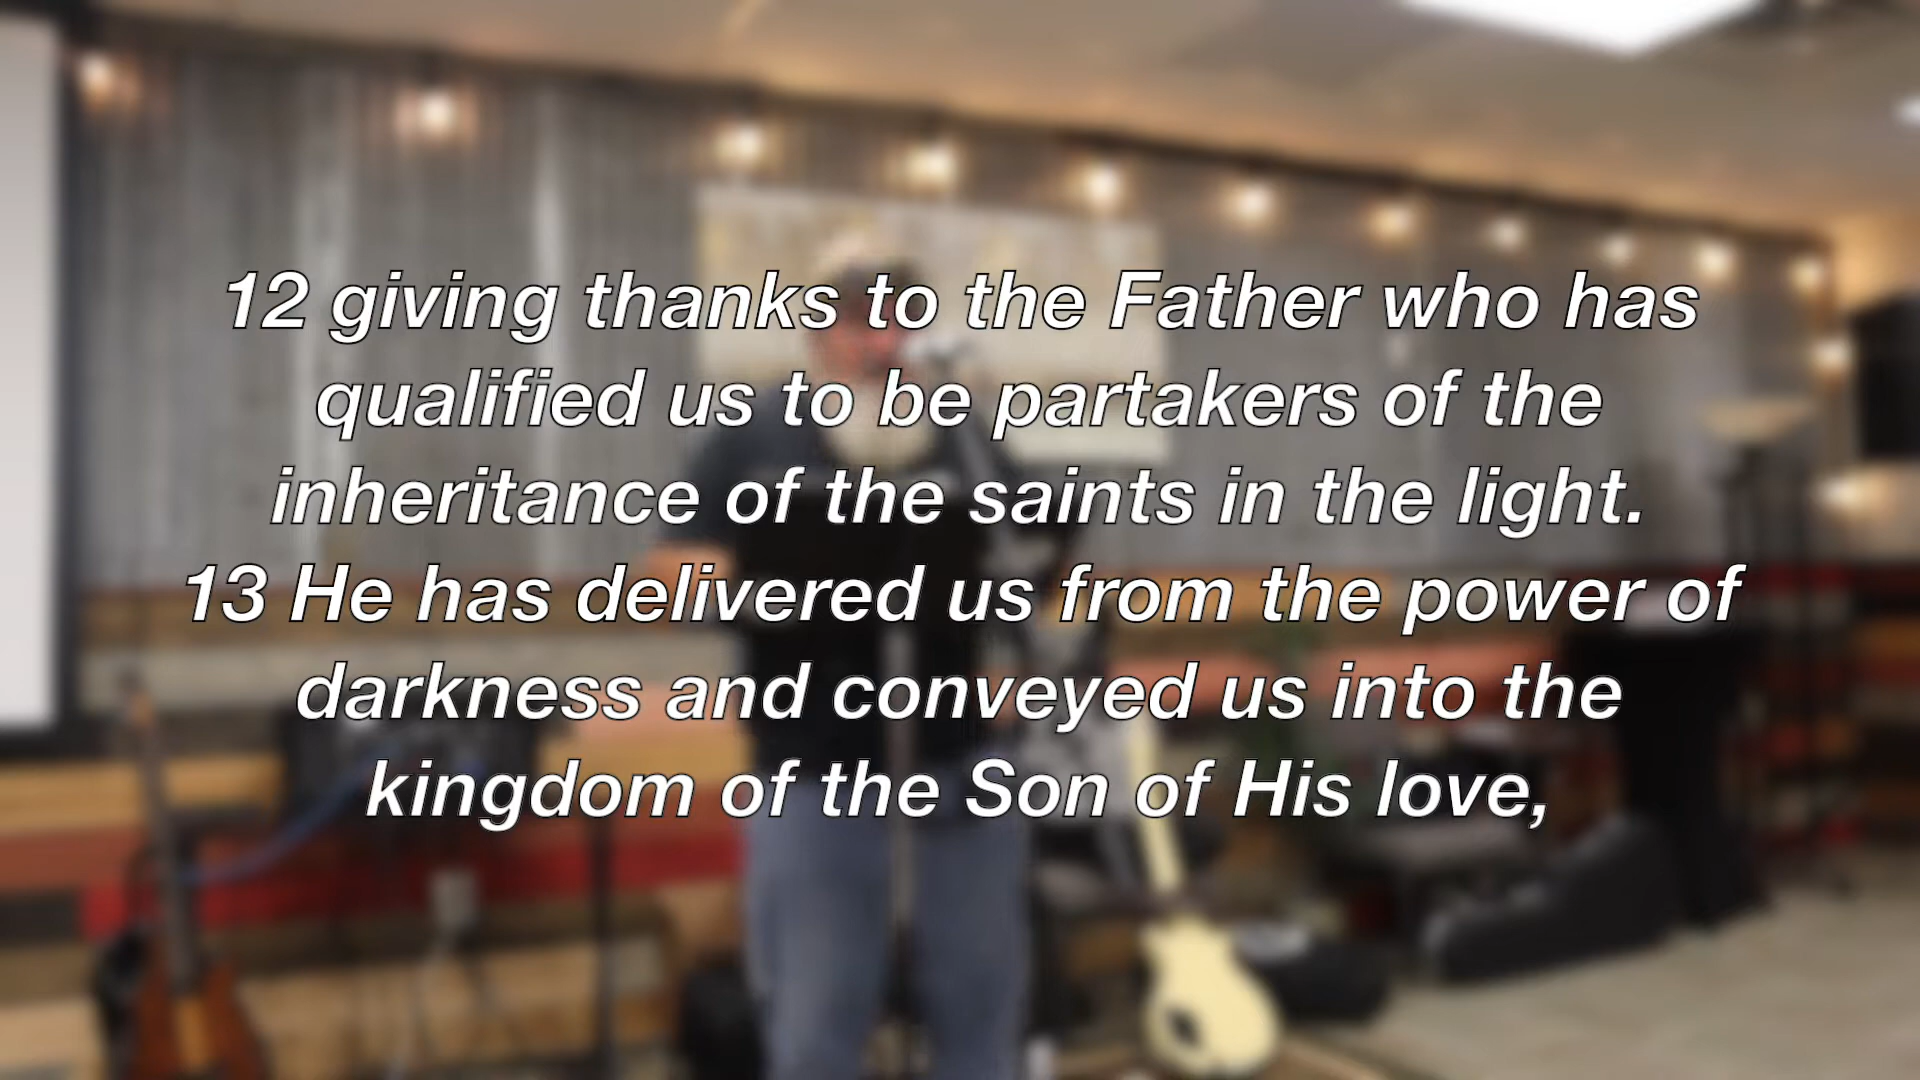 12 giving thanks to the Father who has
qualified us to be partakers of the
inheritance of the saints in the light.
13 He has delivered us from the power of
darkness and conveyed us into the
kingdom of the Son of His love,